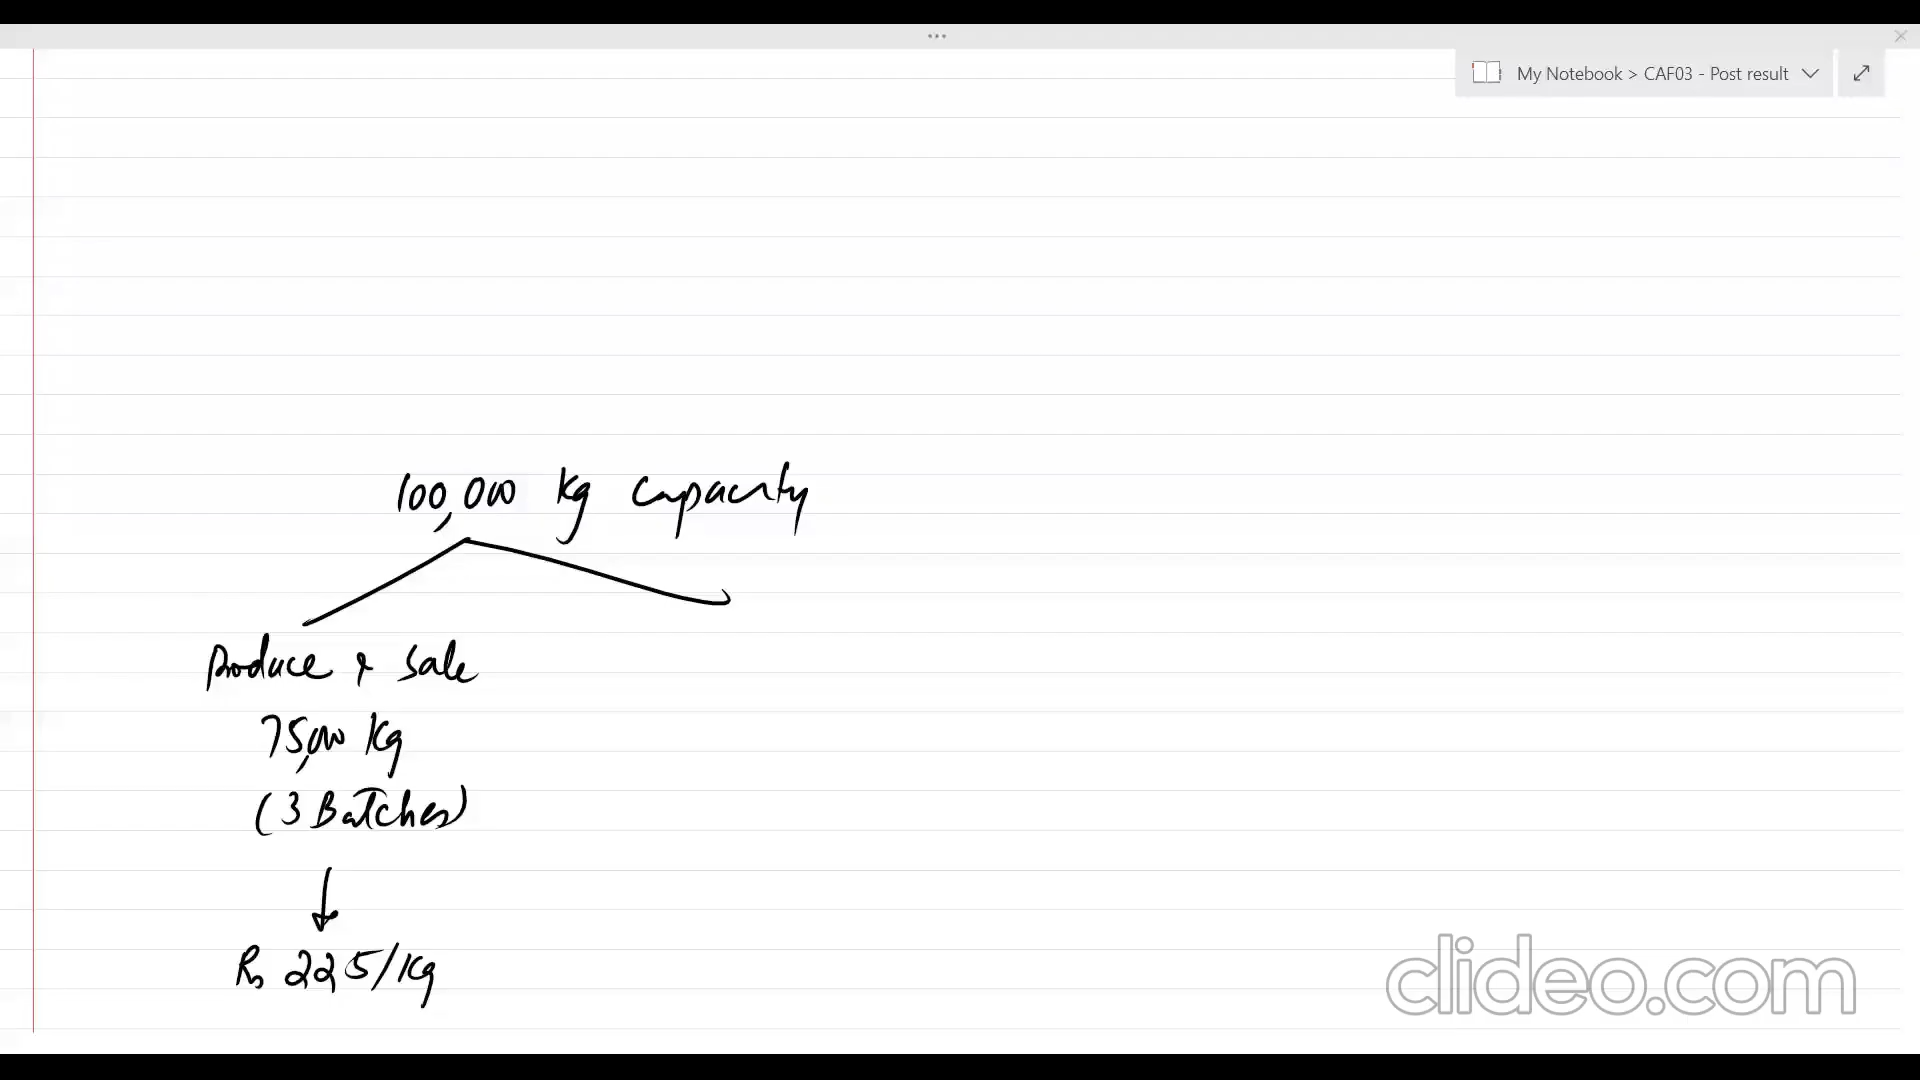 My Notebook > CAF03 - Post result
100,000 kg capacity
produce & sale
75,000 kg
(3 Batches)
Rs 225/kg
clideo.com